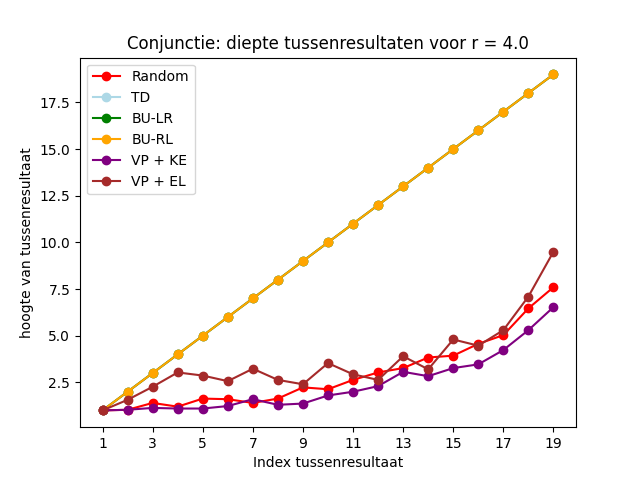 Conjunctie: diepte tussenresultaten voor r = 4.0
Random
TD
BU-LR
BU-RL
VP + KE
VP + EL
hoogte van tussenresultaat
17.5
15.0
12.5
10.0
7.5
5.0
2.5
1 3 5 7 9 11 13 15 17 19
Index tussenresultaat